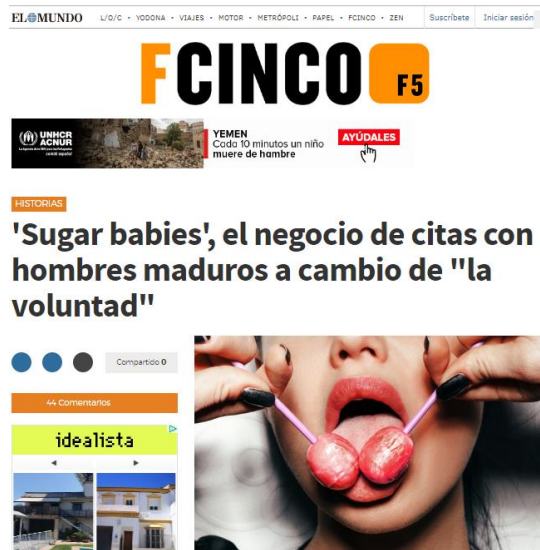 EL MUNDO L/O/C • YODONA • VIAJES • MOTOR • METRÓPOLI • PAPEL • FCINCO • ZEN Suscríbete Iniciar sesión
FCINCO F5
UNHCR
ACNUR
comité español
YEMEN
Cada 10 minutos un niño
muere de hambre
AYÚDALES
HISTORIAS
'Sugar babies', el negocio de citas con
hombres maduros a cambio de "la
voluntad"
Compartido 0
44 Comentarios
idealista